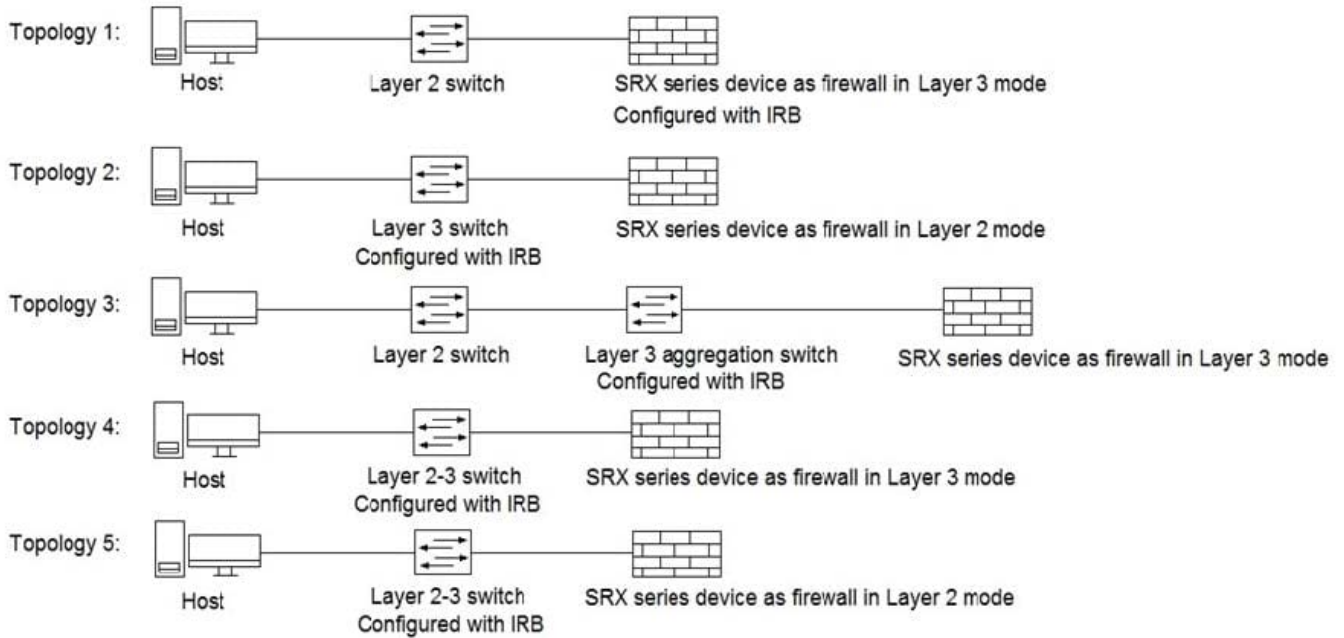 Topology 1:
Host
Layer 2 switch
SRX series device as firewall in Layer 3 mode
Configured with IRB
Topology 2:
Host
Layer 3 switch
Configured with IRB
SRX series device as firewall in Layer 2 mode
Topology 3:
Host
Layer 2 switch
Layer 3 aggregation switch
Configured with IRB
SRX series device as firewall in Layer 3 mode
Topology 4:
Host
Layer 2-3 switch
Configured with IRB
SRX series device as firewall in Layer 3 mode
Topology 5:
Host
Layer 2-3 switch
Configured with IRB
SRX series device as firewall in Layer 2 mode